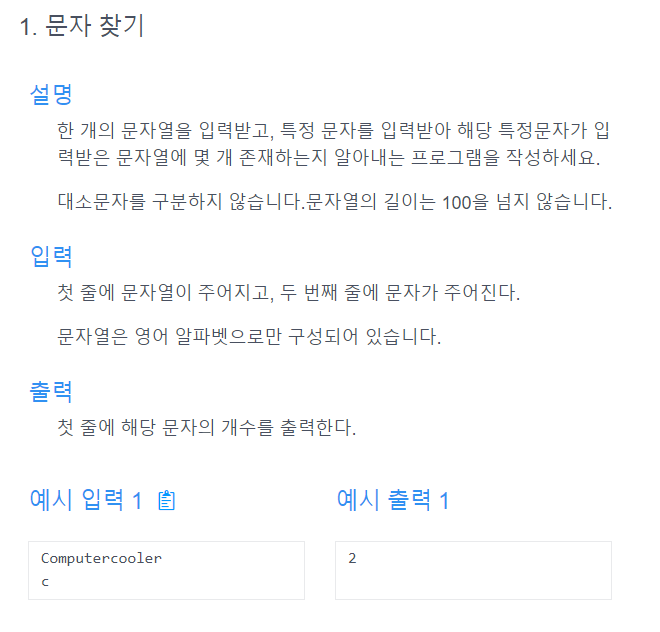 1. 문자 찾기
설명
한 개의 문자열을 입력받고, 특정 문자를 입력받아 해당 특정문자가 입
력받은 문자열에 몇 개 존재하는지 알아내는 프로그램을 작성하세요.
대소문자를 구분하지 않습니다.문자열의 길이는 100을 넘지 않습니다.
입력
첫 줄에 문자열이 주어지고, 두 번째 줄에 문자가 주어진다.
문자열은 영어 알파벳으로만 구성되어 있습니다.
출력
첫 줄에 해당 문자의 개수를 출력한다.
예시 입력 1
Computercooler
c
예시 출력 1
2